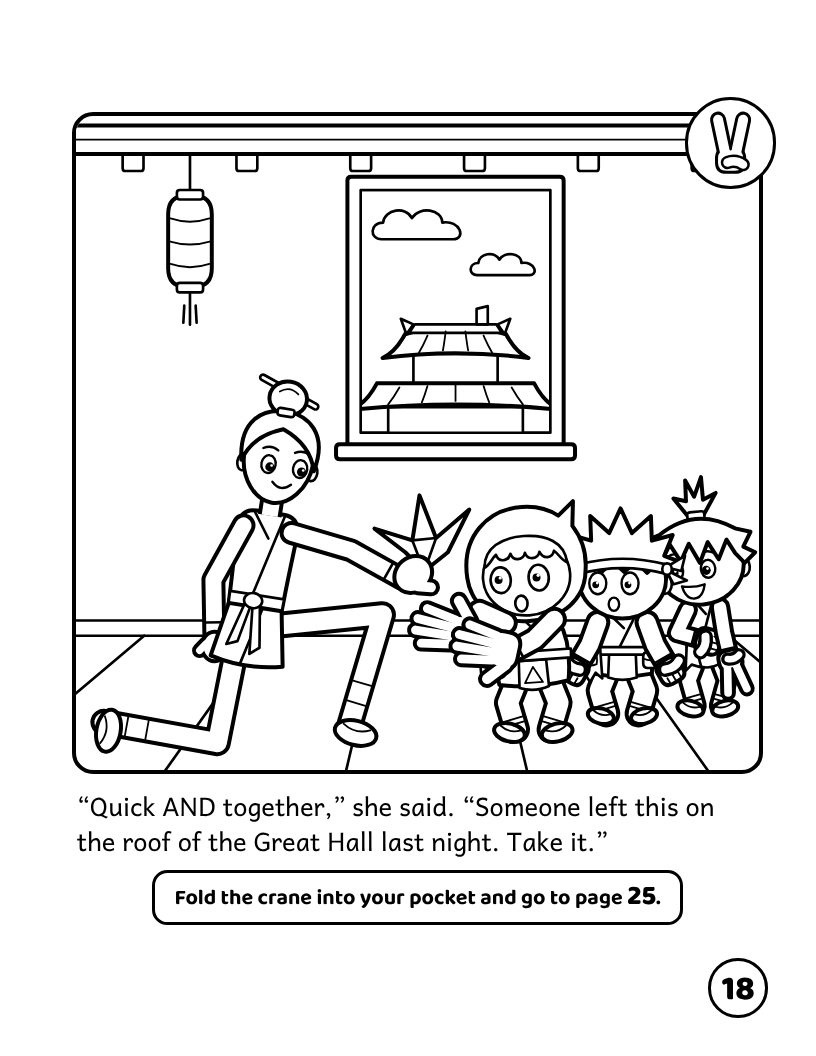 “Quick AND together,” she said. “Someone left this on
the roof of the Great Hall last night. Take it.”
Fold the crane into your pocket and go to page 25.
18